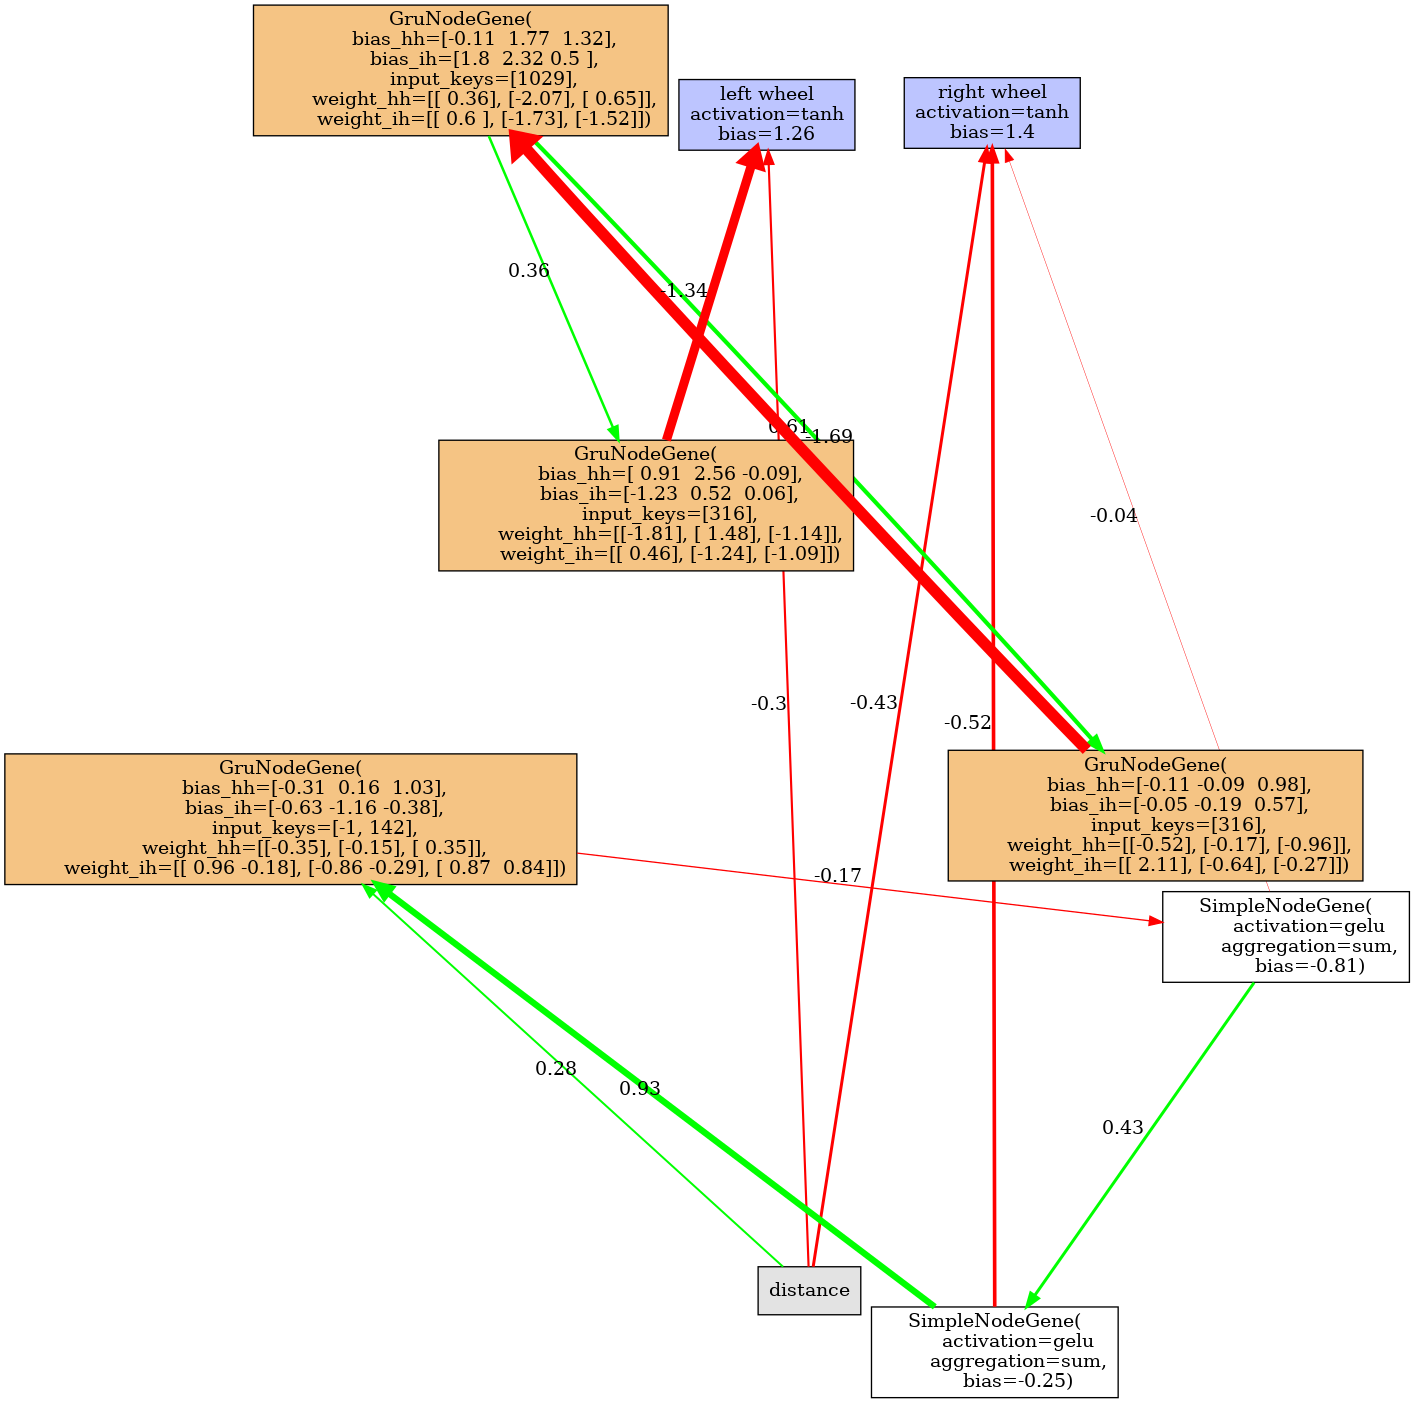 GruNodeGene(
bias_hh=[-0.11  1.77  1.32],
bias_ih=[1.8  2.32 0.5 ],
input_keys=[1029],
weight_hh=[[ 0.36], [-2.07], [ 0.65]],
weight_ih=[[ 0.6 ], [-1.73], [-1.52]])
left wheel
activation=tanh
bias=1.26
right wheel
activation=tanh
bias=1.4
0.36
-1.34
0.61
-1.69
GruNodeGene(
bias_hh=[ 0.91  2.56 -0.09],
bias_ih=[-1.23  0.52  0.06],
input_keys=[316],
weight_hh=[[-1.81], [ 1.48], [-1.14]],
weight_ih=[[ 0.46], [-1.24], [-1.09]])
-0.04
-0.3
-0.43
-0.52
GruNodeGene(
bias_hh=[-0.31  0.16  1.03],
bias_ih=[-0.63 -1.16 -0.38],
input_keys=[-1, 142],
weight_hh=[[-0.35], [-0.15], [ 0.35]],
weight_ih=[[ 0.96 -0.18], [-0.86 -0.29], [ 0.87  0.84]])
GruNodeGene(
bias_hh=[-0.11 -0.09  0.98],
bias_ih=[-0.05 -0.19  0.57],
input_keys=[316],
weight_hh=[[-0.52], [-0.17], [-0.96]],
weight_ih=[[ 2.11], [-0.64], [-0.27]])
-0.17
SimpleNodeGene(
activation=gelu
aggregation=sum,
bias=-0.81)
0.28
0.93
0.43
distance
SimpleNodeGene(
activation=gelu
aggregation=sum,
bias=-0.25)